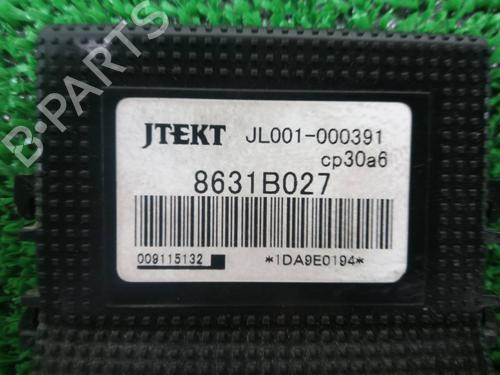 B-PARTS
JTEKT JL001-000391
cp30a6
8631B027
009115132 *1DA9E0194*